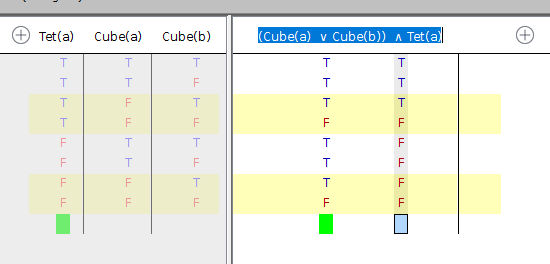 Tet(a) Cube(a) Cube(b) (Cube(a) ∨ Cube(b)) ∧ Tet(a)
T T T T T
T T F T T
T F T T T
T F F F F
F T T T F
F T F T F
F F T T F
F F F F F